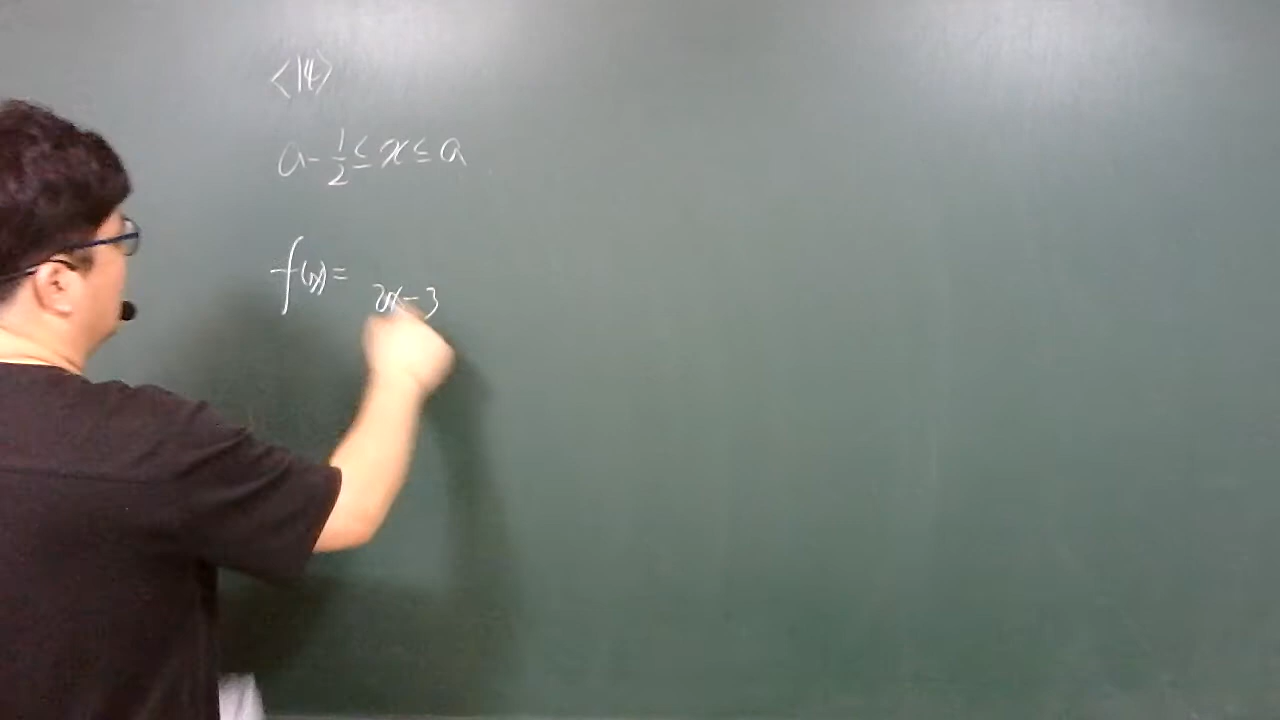 <14>
a - 1/2 ≤ x ≤ a
f(x) =
2x - 3